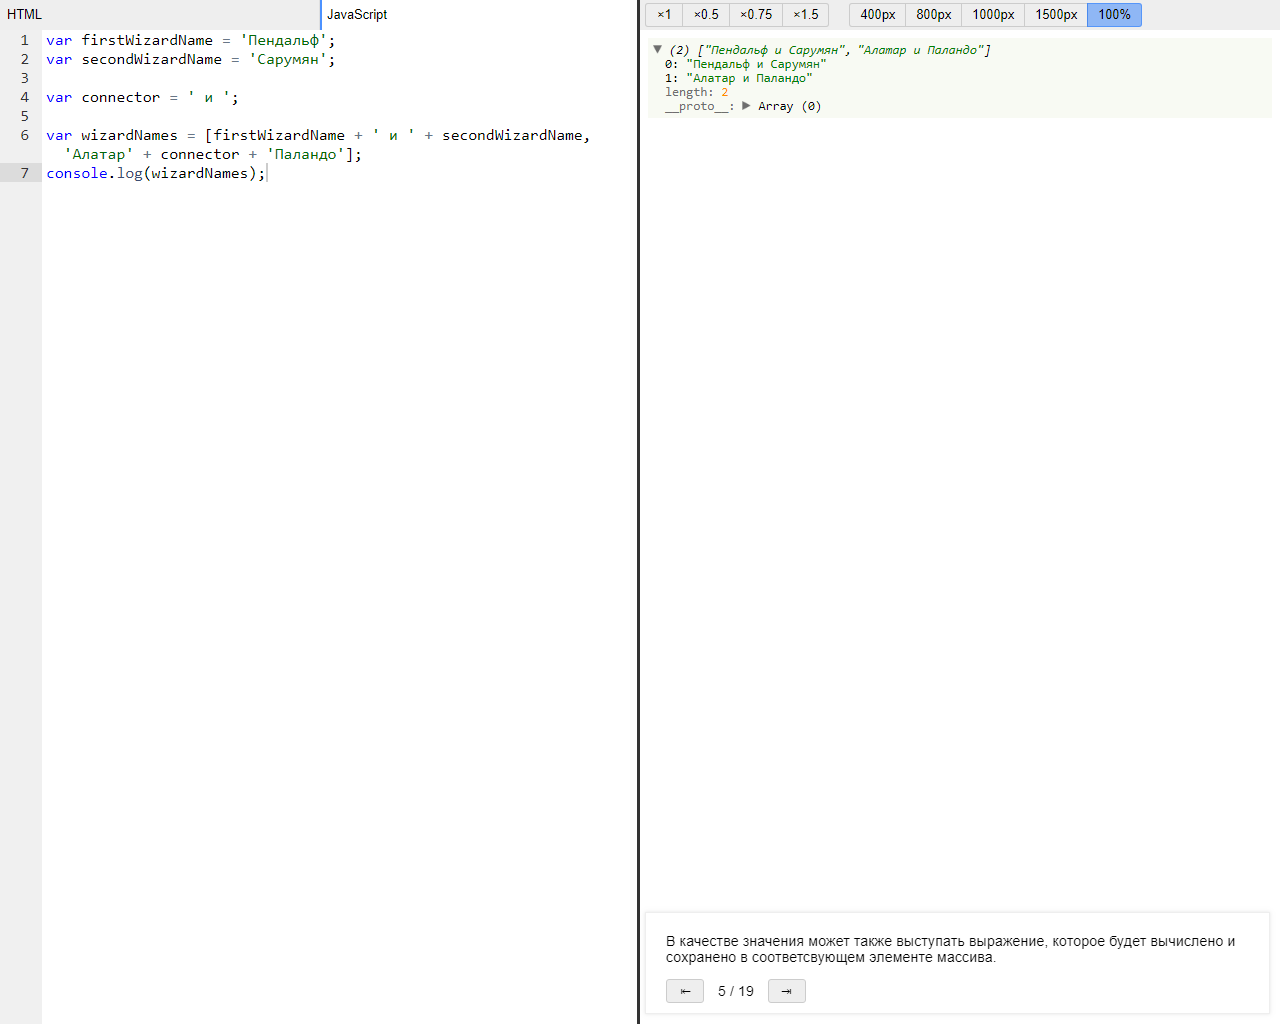 HTML
JavaScript
1 var firstWizardName = 'Пендальф';
2 var secondWizardName = 'Сарумян';
3
4 var connector = ' и ';
5
6 var wizardNames = [firstWizardName + ' и ' + secondWizardName,
'Алатар' + connector + 'Паландо'];
7 console.log(wizardNames);
×1 ×0.5 ×0.75 ×1.5 400px 800px 1000px 1500px 100%
▼ (2) ["Пендальф и Сарумян", "Алатар и Паландо"]
0: "Пендальф и Сарумян"
1: "Алатар и Паландо"
length: 2
__proto__: ▶ Array (0)
В качестве значения может также выступать выражение, которое будет вычислено и
сохранено в соответсвующем элементе массива.
⇤ 5 / 19 ⇥